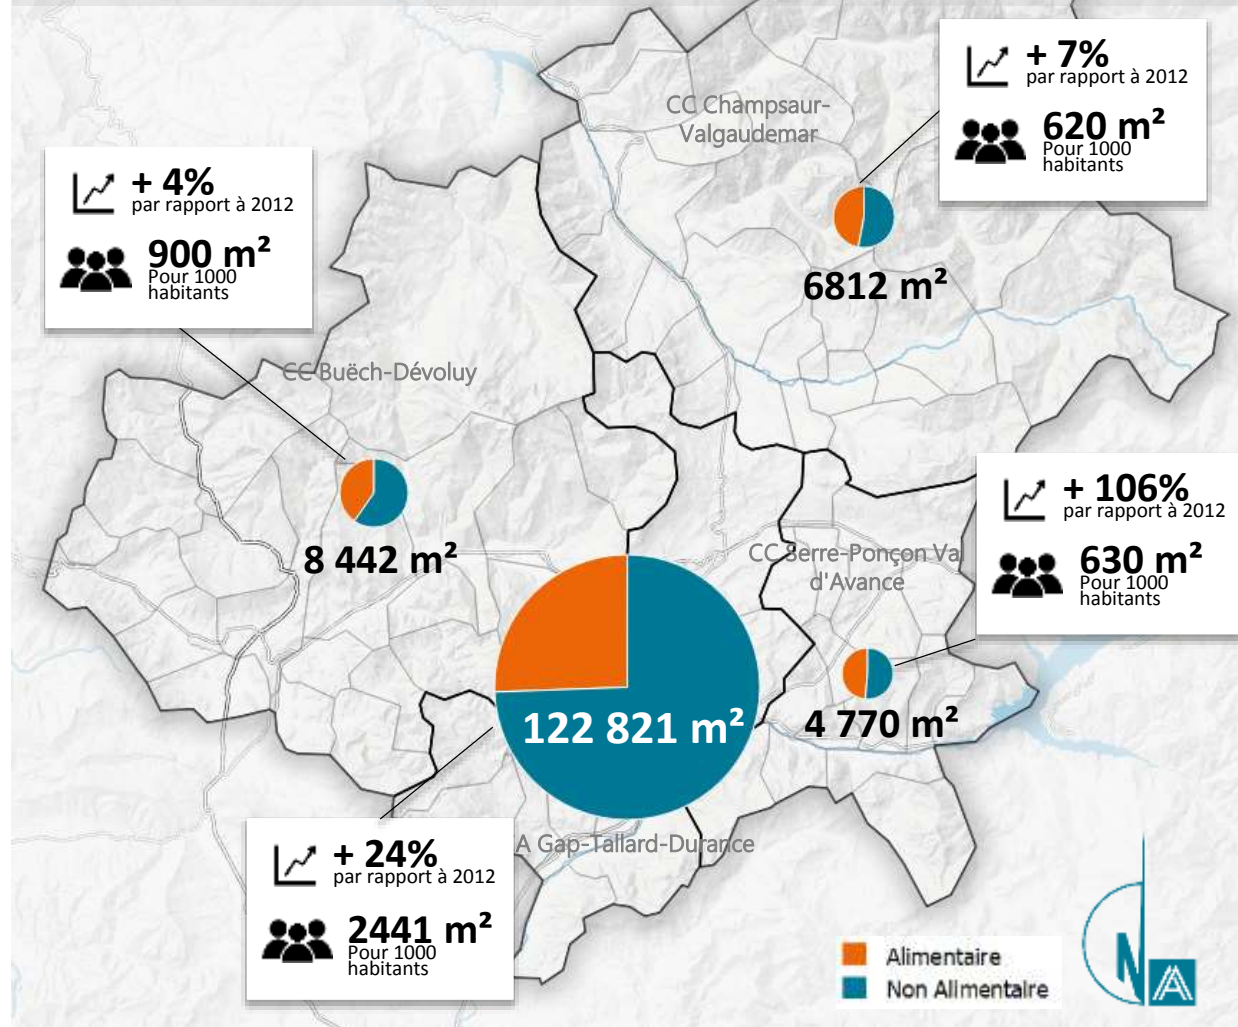 + 7%
par rapport à 2012
620 m²
Pour 1000
habitants
CC Champsaur-
Valgaudemar
6812 m²
+ 4%
par rapport à 2012
900 m²
Pour 1000
habitants
CC Buëch-Dévoluy
8 442 m²
+ 106%
par rapport à 2012
630 m²
Pour 1000
habitants
CC Serre-Ponçon Va
d'Avance
4 770 m²
122 821 m²
A Gap-Tallard-Durance
+ 24%
par rapport à 2012
2441 m²
Pour 1000
habitants
Alimentaire
Non Alimentaire
N